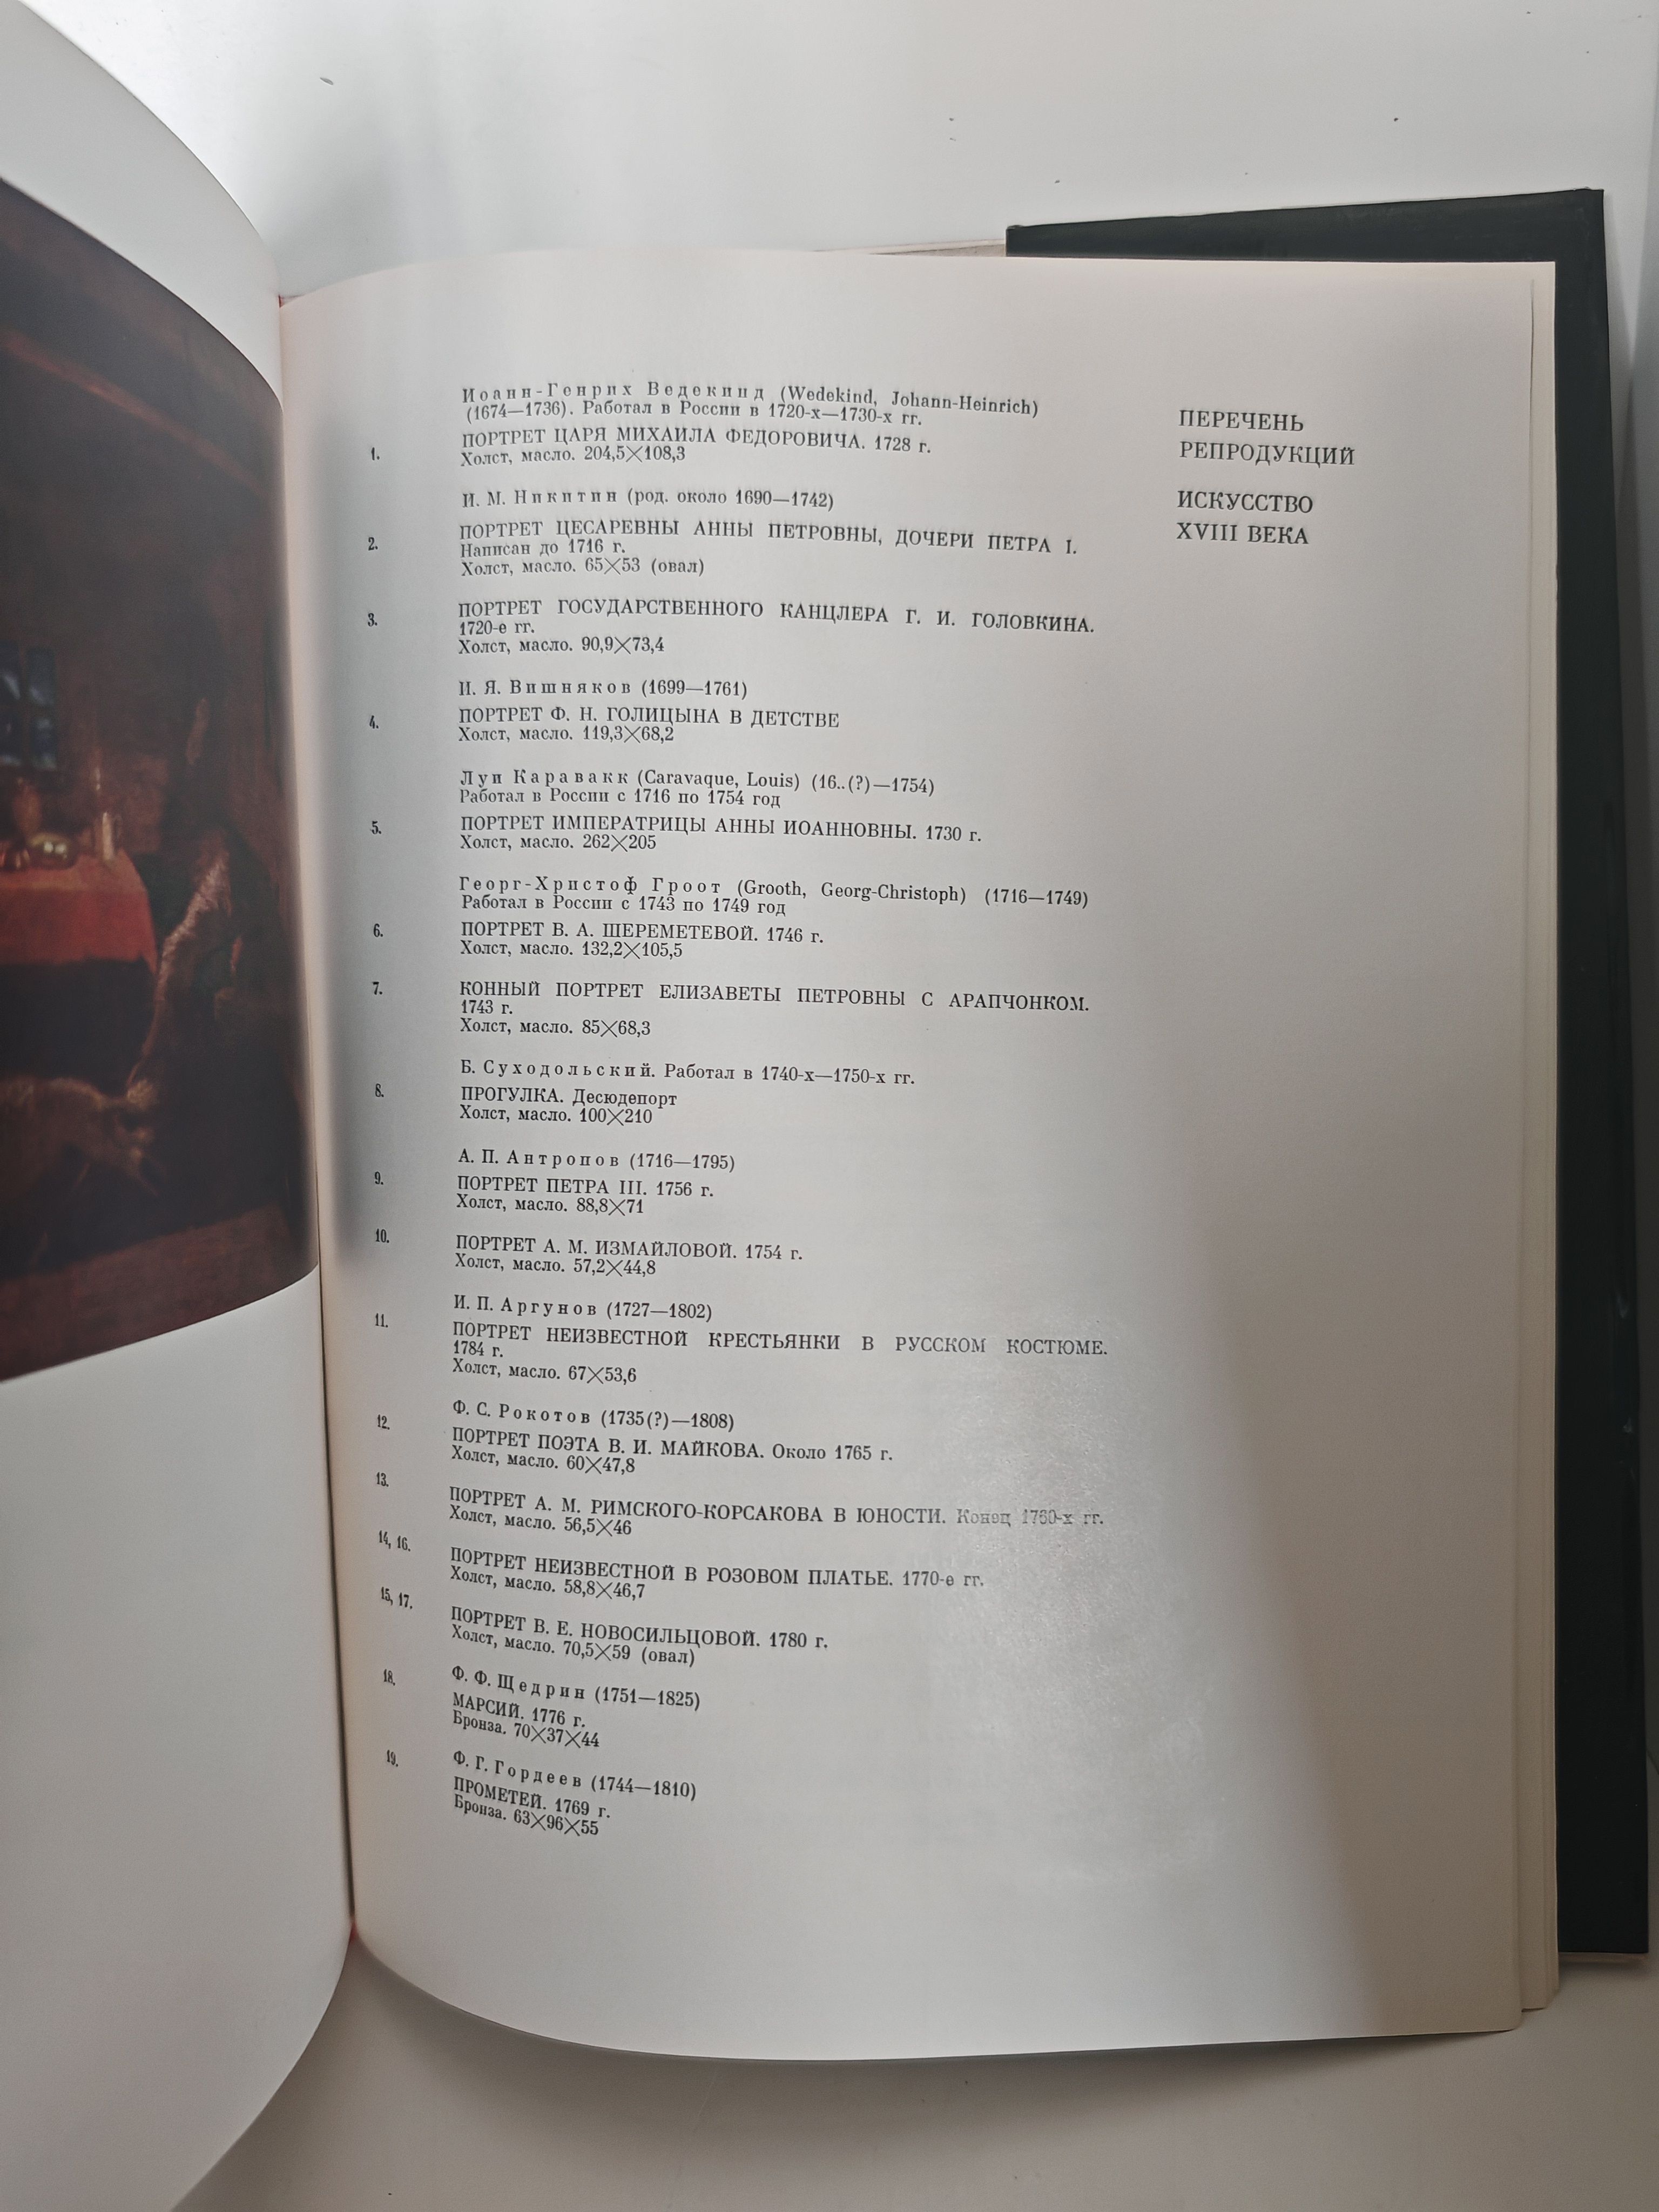 ПЕРЕЧЕНЬ
РЕПРОДУКЦИЙ
ИСКУССТВО
XVIII ВЕКА
Иоанн-Генрих Ведекинд (Wedekind, Johann-Heinrich)
(1674—1736). Работал в России в 1720-х—1730-х гг.
1. ПОРТРЕТ ЦАРЯ МИХАИЛА ФЕДОРОВИЧА. 1728 г.
Холст, масло. 204,5×108,3
И. М. Никитин (род. около 1690—1742)
2. ПОРТРЕТ ЦЕСАРЕВНЫ АННЫ ПЕТРОВНЫ, ДОЧЕРИ ПЕТРА I.
Написан до 1716 г.
Холст, масло. 65×53 (овал)
3. ПОРТРЕТ ГОСУДАРСТВЕННОГО КАНЦЛЕРА Г. И. ГОЛОВКИНА.
1720-е гг.
Холст, масло. 90,9×73,4
И. Я. Вишняков (1699—1761)
4. ПОРТРЕТ Ф. Н. ГОЛИЦЫНА В ДЕТСТВЕ
Холст, масло. 119,3×68,2
Луи Каравакк (Caravaque, Louis) (16..(?)—1754)
Работал в России с 1716 по 1754 год
5. ПОРТРЕТ ИМПЕРАТРИЦЫ АННЫ ИОАННОВНЫ. 1730 г.
Холст, масло. 262×205
Георг-Христоф Гроот (Grooth, Georg-Christoph) (1716—1749)
Работал в России с 1743 по 1749 год
6. ПОРТРЕТ В. А. ШЕРЕМЕТЕВОЙ. 1746 г.
Холст, масло. 132,2×105,5
7. КОННЫЙ ПОРТРЕТ ЕЛИЗАВЕТЫ ПЕТРОВНЫ С АРАПЧОНКОМ.
1743 г.
Холст, масло. 85×68,3
Б. Суходольский. Работал в 1740-х—1750-х гг.
8. ПРОГУЛКА. Десюдепорт
Холст, масло. 100×210
А. П. Антропов (1716—1795)
9. ПОРТРЕТ ПЕТРА III. 1756 г.
Холст, масло. 88,8×71
10. ПОРТРЕТ А. М. ИЗМАЙЛОВОЙ. 1754 г.
Холст, масло. 57,2×44,8
И. П. Аргунов (1727—1802)
11. ПОРТРЕТ НЕИЗВЕСТНОЙ КРЕСТЬЯНКИ В РУССКОМ КОСТЮМЕ.
1784 г.
Холст, масло. 67×53,6
Ф. С. Рокотов (1735(?)—1808)
12. ПОРТРЕТ ПОЭТА В. И. МАЙКОВА. Около 1765 г.
Холст, масло. 60×47,8
13. ПОРТРЕТ А. М. РИМСКОГО-КОРСАКОВА В ЮНОСТИ. Конец 1760-х гг.
Холст, масло. 56,5×46
14, 16. ПОРТРЕТ НЕИЗВЕСТНОЙ В РОЗОВОМ ПЛАТЬЕ. 1770-е гг.
Холст, масло. 58,8×46,7
15, 17. ПОРТРЕТ В. Е. НОВОСИЛЬЦОВОЙ. 1780 г.
Холст, масло. 70,5×59 (овал)
Ф. Ф. Щедрин (1751—1825)
18. МАРСИЙ. 1776 г.
Бронза. 70×37×44
Ф. Г. Гордеев (1744—1810)
19. ПРОМЕТЕЙ. 1769 г.
Бронза. 63×96×55